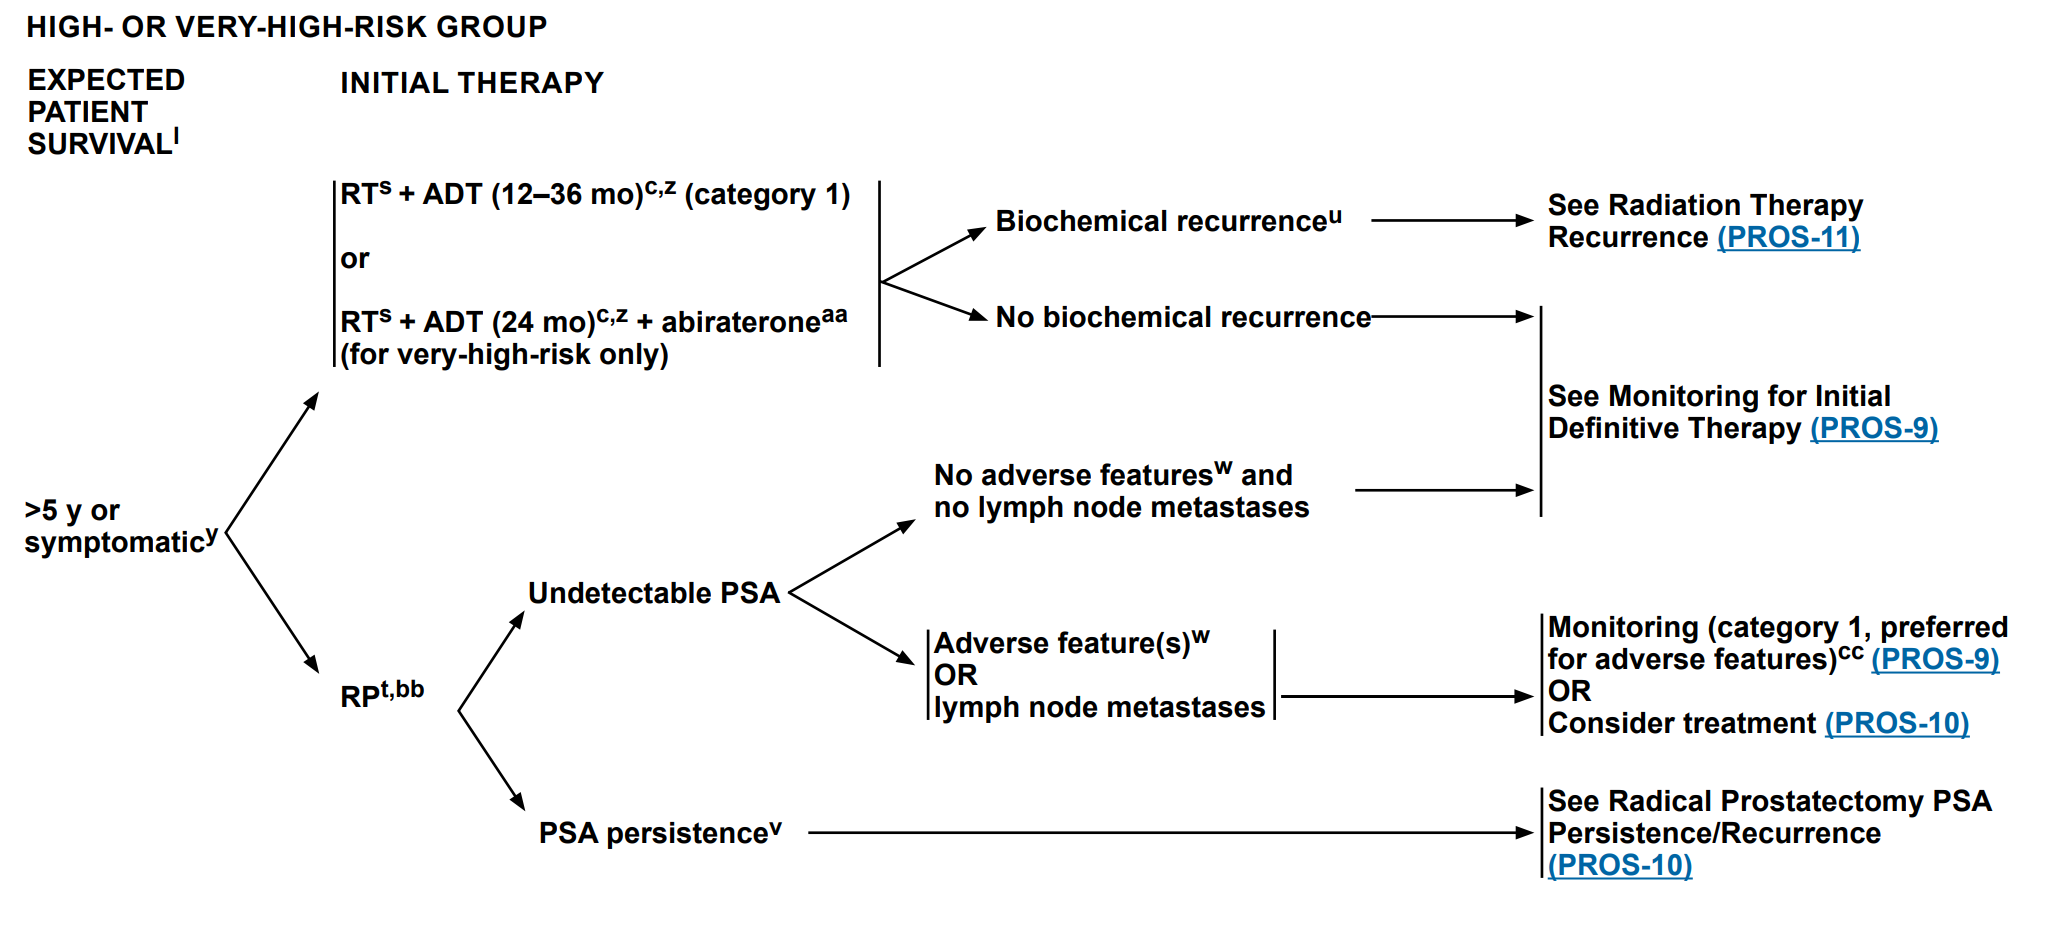 HIGH- OR VERY-HIGH-RISK GROUP
EXPECTED
PATIENT
SURVIVALl
INITIAL THERAPY
RTs + ADT (12–36 mo)c,z (category 1)
or
RTs + ADT (24 mo)c,z + abirateroneaa
(for very-high-risk only)
Biochemical recurrenceu
See Radiation Therapy
Recurrence (PROS-11)
No biochemical recurrence
See Monitoring for Initial
Definitive Therapy (PROS-9)
>5 y or
symptomaticy
RPt,bb
Undetectable PSA
No adverse featuresw and
no lymph node metastases
Adverse feature(s)w
OR
lymph node metastases
Monitoring (category 1, preferred
for adverse features)cc (PROS-9)
OR
Consider treatment (PROS-10)
PSA persistencev
See Radical Prostatectomy PSA
Persistence/Recurrence
(PROS-10)